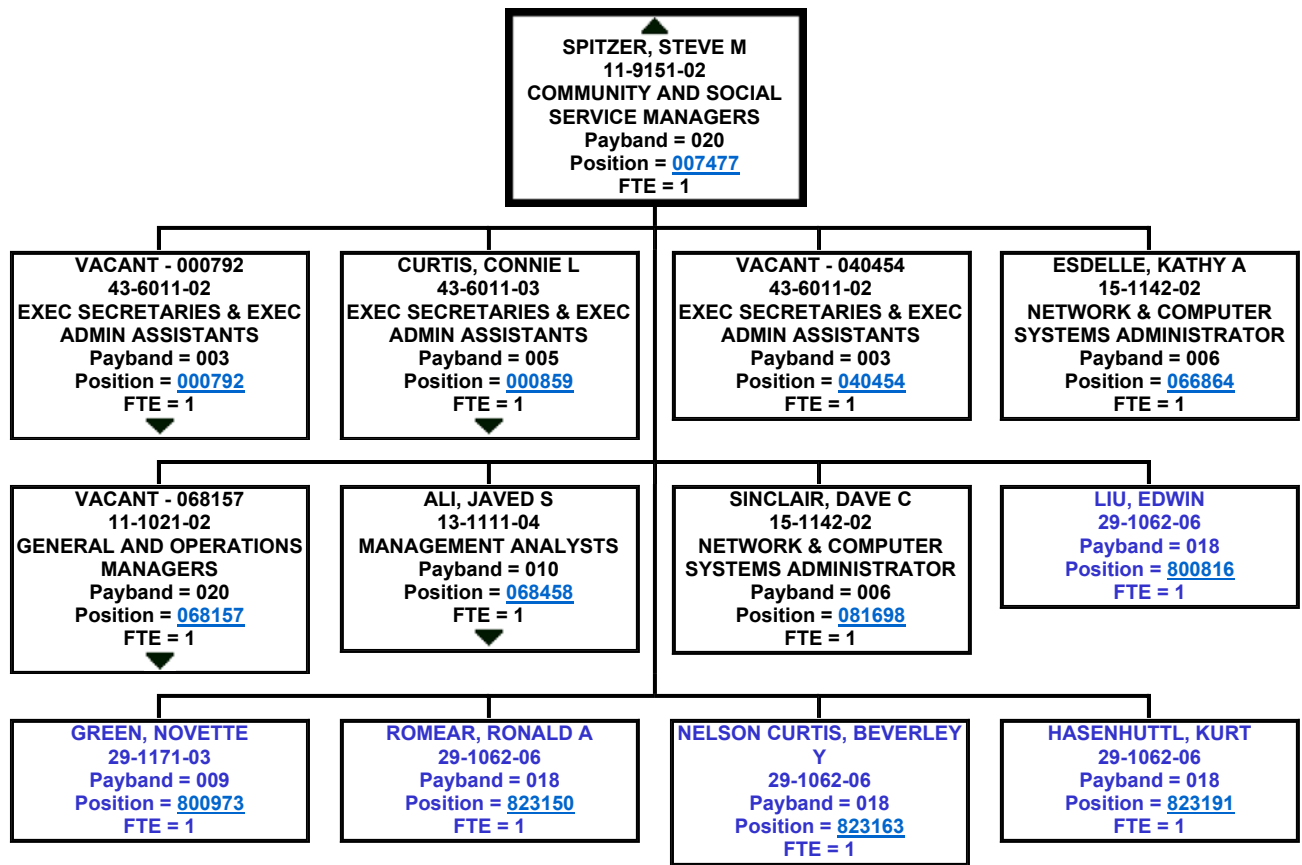 SPITZER, STEVE M
11-9151-02
COMMUNITY AND SOCIAL
SERVICE MANAGERS
Payband = 020
Position = 007477
FTE = 1
VACANT - 000792
43-6011-02
EXEC SECRETARIES & EXEC
ADMIN ASSISTANTS
Payband = 003
Position = 000792
FTE = 1
CURTIS, CONNIE L
43-6011-03
EXEC SECRETARIES & EXEC
ADMIN ASSISTANTS
Payband = 005
Position = 000859
FTE = 1
VACANT - 040454
43-6011-02
EXEC SECRETARIES & EXEC
ADMIN ASSISTANTS
Payband = 003
Position = 040454
FTE = 1
ESDELLE, KATHY A
15-1142-02
NETWORK & COMPUTER
SYSTEMS ADMINISTRATOR
Payband = 006
Position = 066864
FTE = 1
VACANT - 068157
11-1021-02
GENERAL AND OPERATIONS
MANAGERS
Payband = 020
Position = 068157
FTE = 1
ALI, JAVED S
13-1111-04
MANAGEMENT ANALYSTS
Payband = 010
Position = 068458
FTE = 1
SINCLAIR, DAVE C
15-1142-02
NETWORK & COMPUTER
SYSTEMS ADMINISTRATOR
Payband = 006
Position = 081698
FTE = 1
LIU, EDWIN
29-1062-06
Payband = 018
Position = 800816
FTE = 1
GREEN, NOVETTE
29-1171-03
Payband = 009
Position = 800973
FTE = 1
ROMEAR, RONALD A
29-1062-06
Payband = 018
Position = 823150
FTE = 1
NELSON CURTIS, BEVERLEY
Y
29-1062-06
Payband = 018
Position = 823163
FTE = 1
HASENHUTTL, KURT
29-1062-06
Payband = 018
Position = 823191
FTE = 1